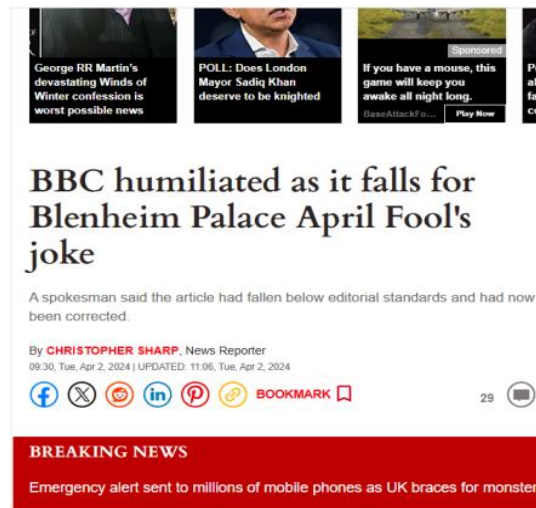 George RR Martin's
devastating Winds of
Winter confession is
worst possible news
POLL: Does London
Mayor Sadiq Khan
deserve to be knighted
Sponsored
If you have a mouse, this
game will keep you
awake all night long.
BaseAttackFo... Play Now
BBC humiliated as it falls for
Blenheim Palace April Fool's
joke
A spokesman said the article had fallen below editorial standards and had now
been corrected.
By CHRISTOPHER SHARP, News Reporter
09:30, Tue, Apr 2, 2024 | UPDATED: 11:06, Tue, Apr 2, 2024
BOOKMARK
29
BREAKING NEWS
Emergency alert sent to millions of mobile phones as UK braces for monster